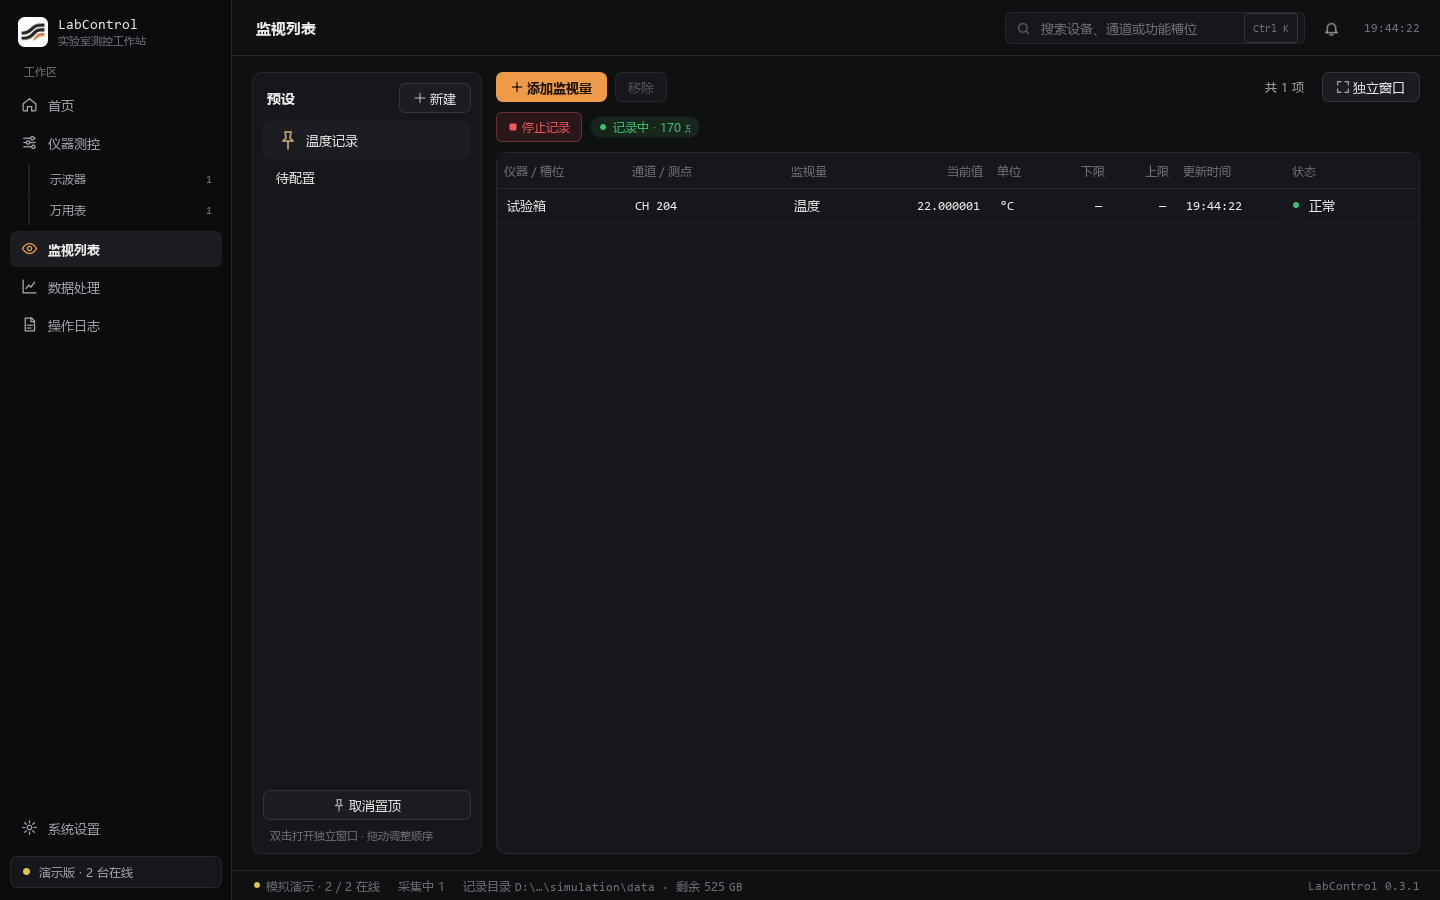 LabControl
实验室测控工作站
工作区
首页
仪器测控
示波器 1
万用表 1
监视列表
数据处理
操作日志
系统设置
演示版 · 2 台在线
监视列表
搜索设备、通道或功能槽位 Ctrl K
19:44:22
预设
新建
温度记录
待配置
取消置顶
双击打开独立窗口 · 拖动调整顺序
添加监视量 移除
共 1 项 独立窗口
停止记录 记录中 · 170 点
仪器 / 槽位 通道 / 测点 监视量 当前值 单位 下限 上限 更新时间 状态
试验箱 CH 204 温度 22.000001 °C — — 19:44:22 正常
模拟演示 · 2 / 2 在线 采集中 1 记录目录 D:\…\simulation\data · 剩余 525 GB
LabControl 0.3.1